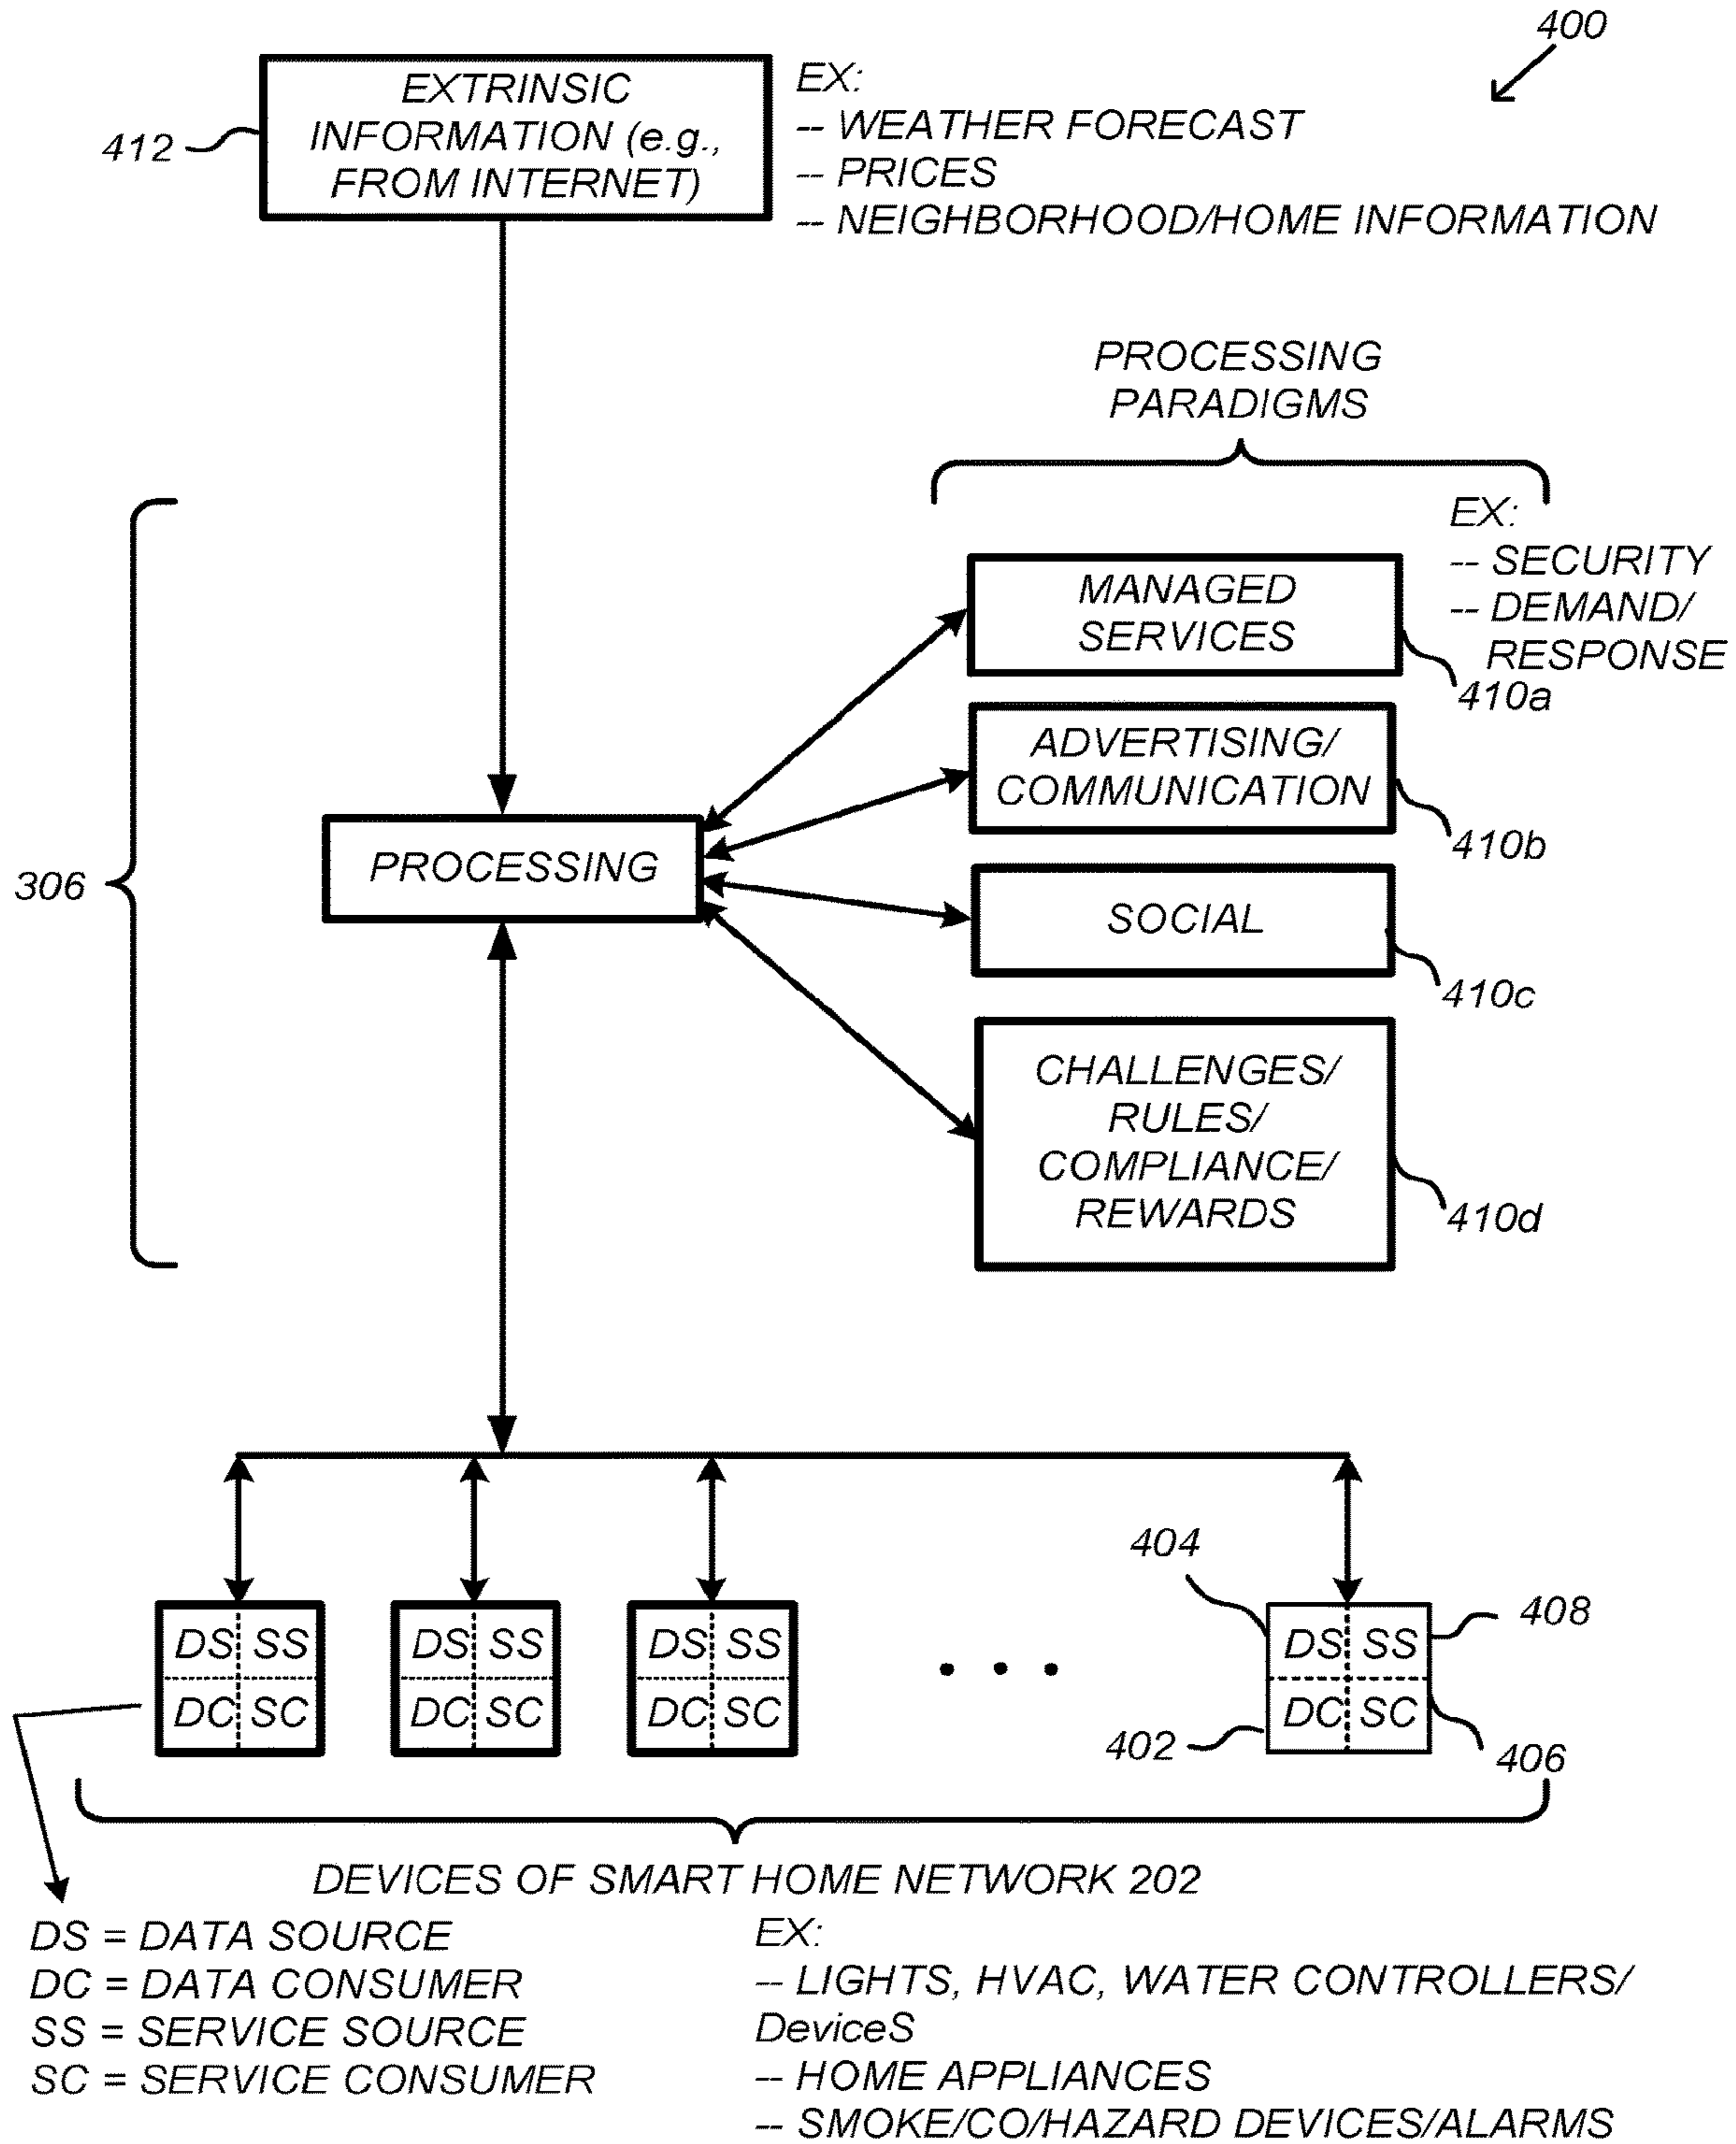 400
EXTRINSIC
INFORMATION (e.g.,
FROM INTERNET)
412
EX:
-- WEATHER FORECAST
-- PRICES
-- NEIGHBORHOOD/HOME INFORMATION
PROCESSING
PARADIGMS
EX:
-- SECURITY
-- DEMAND/
RESPONSE
MANAGED
SERVICES
410a
ADVERTISING/
COMMUNICATION
410b
306
PROCESSING
SOCIAL
410c
CHALLENGES/
RULES/
COMPLIANCE/
REWARDS
410d
404
408
DS SS
DC SC
DS SS
DC SC
DS SS
DC SC
DS SS
DC SC
402
406
DEVICES OF SMART HOME NETWORK 202
DS = DATA SOURCE
DC = DATA CONSUMER
SS = SERVICE SOURCE
SC = SERVICE CONSUMER
EX:
-- LIGHTS, HVAC, WATER CONTROLLERS/
DeviceS
-- HOME APPLIANCES
-- SMOKE/CO/HAZARD DEVICES/ALARMS